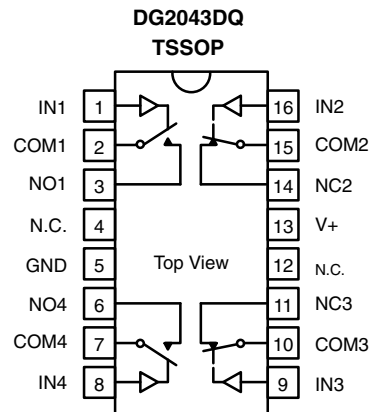 DG2043DQ
TSSOP
IN1 1 16 IN2
COM1 2 15 COM2
NO1 3 14 NC2
N.C. 4 13 V+
GND 5 Top View 12 N.C.
NO4 6 11 NC3
COM4 7 10 COM3
IN4 8 9 IN3